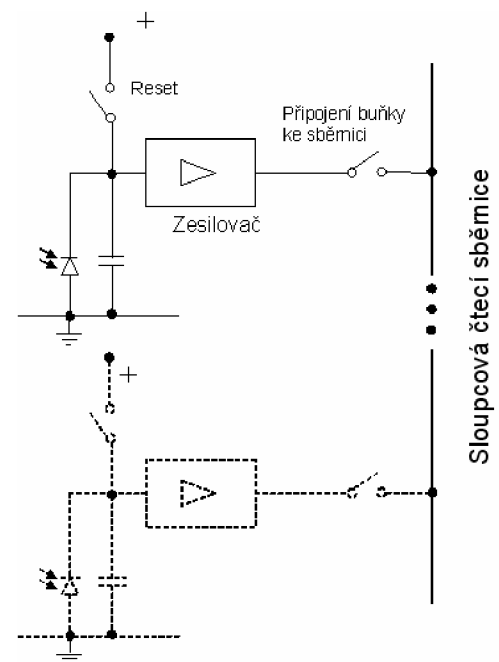 +
Reset
Připojení buňky
ke sběrnici
Zesilovač
Sloupcová čtecí sběrnice
+